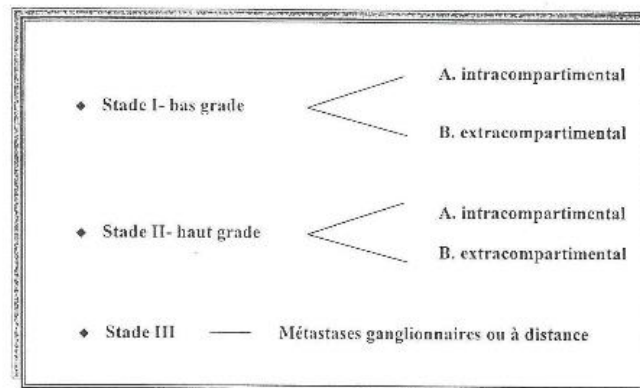 A. intracompartimental
◆ Stade I- bas grade
B. extracompartimental
A. intracompartimental
◆ Stade II- haut grade
B. extracompartimental
◆ Stade III Métastases ganglionnaires ou à distance